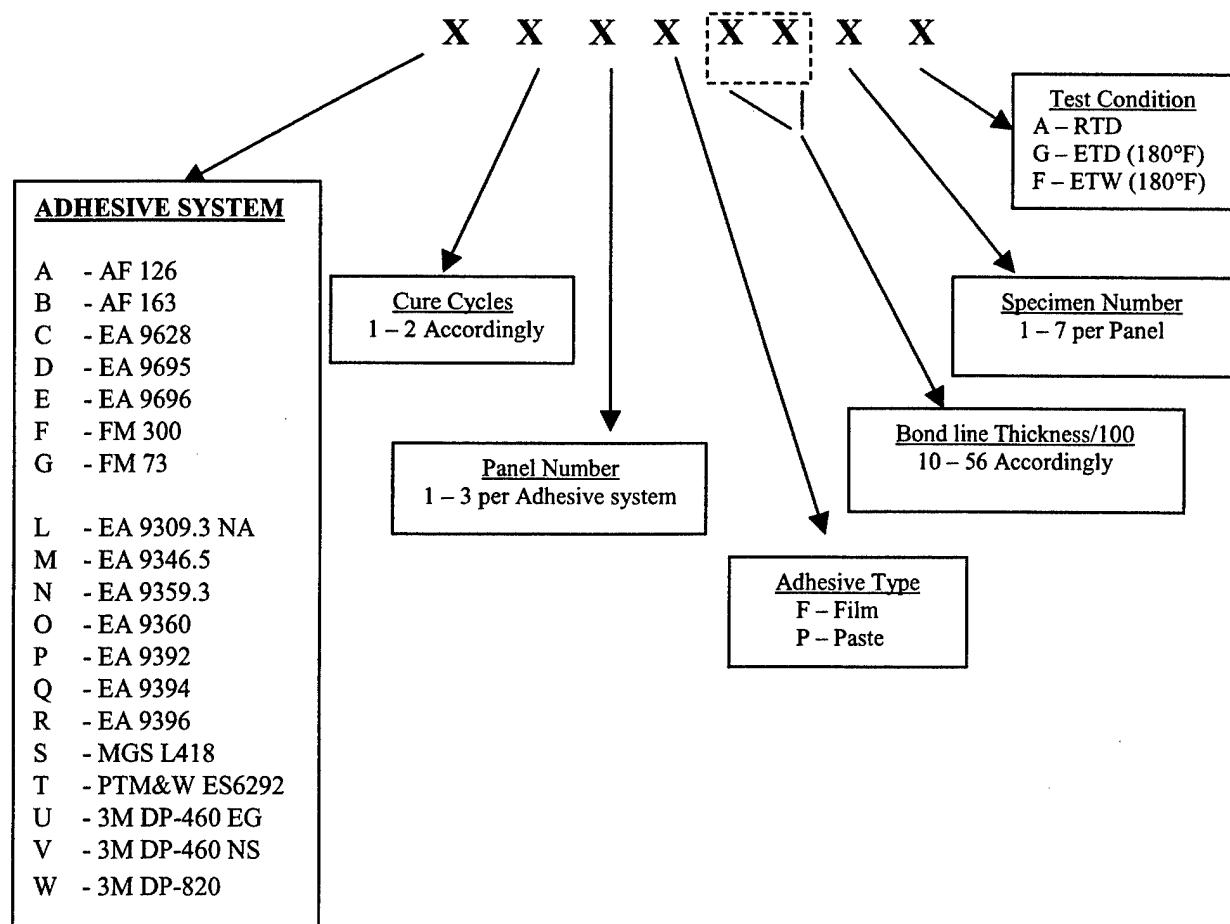 X X X X X X X X
Test Condition
A – RTD
G – ETD (180°F)
F – ETW (180°F)
ADHESIVE SYSTEM
A - AF 126
B - AF 163
C - EA 9628
D - EA 9695
E - EA 9696
F - FM 300
G - FM 73
L - EA 9309.3 NA
M - EA 9346.5
N - EA 9359.3
O - EA 9360
P - EA 9392
Q - EA 9394
R - EA 9396
S - MGS L418
T - PTM&W ES6292
U - 3M DP-460 EG
V - 3M DP-460 NS
W - 3M DP-820
Cure Cycles
1 – 2 Accordingly
Specimen Number
1 – 7 per Panel
Panel Number
1 – 3 per Adhesive system
Bond line Thickness/100
10 – 56 Accordingly
Adhesive Type
F – Film
P – Paste